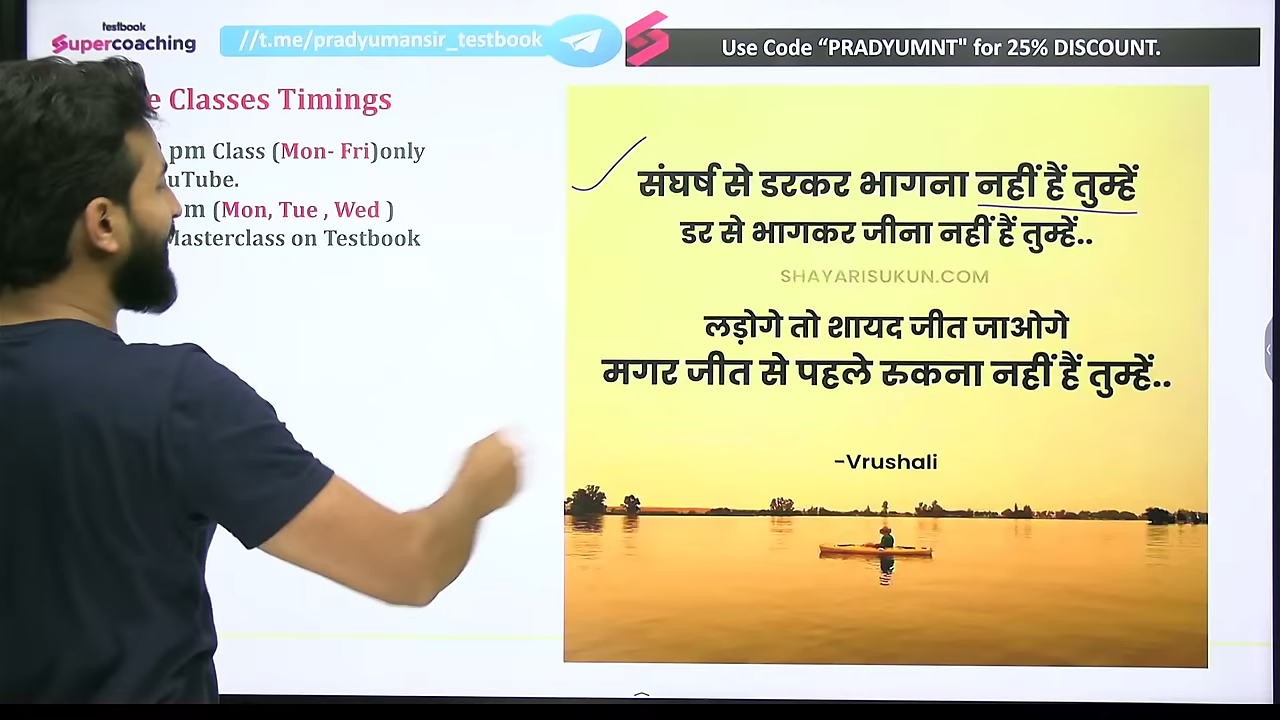 testbook
Supercoaching
//t.me/pradyumansir_testbook
Use Code “PRADYUMNT" for 25% DISCOUNT.
Classes Timings
pm Class (Mon- Fri)only
(Mon, Tue , Wed )
Masterclass on Testbook
संघर्ष से डरकर भागना नहीं हैं तुम्हें
डर से भागकर जीना नहीं हैं तुम्हें..
SHAYARISUKUN.COM
लड़ोगे तो शायद जीत जाओगे
मगर जीत से पहले रुकना नहीं हैं तुम्हें..
-Vrushali